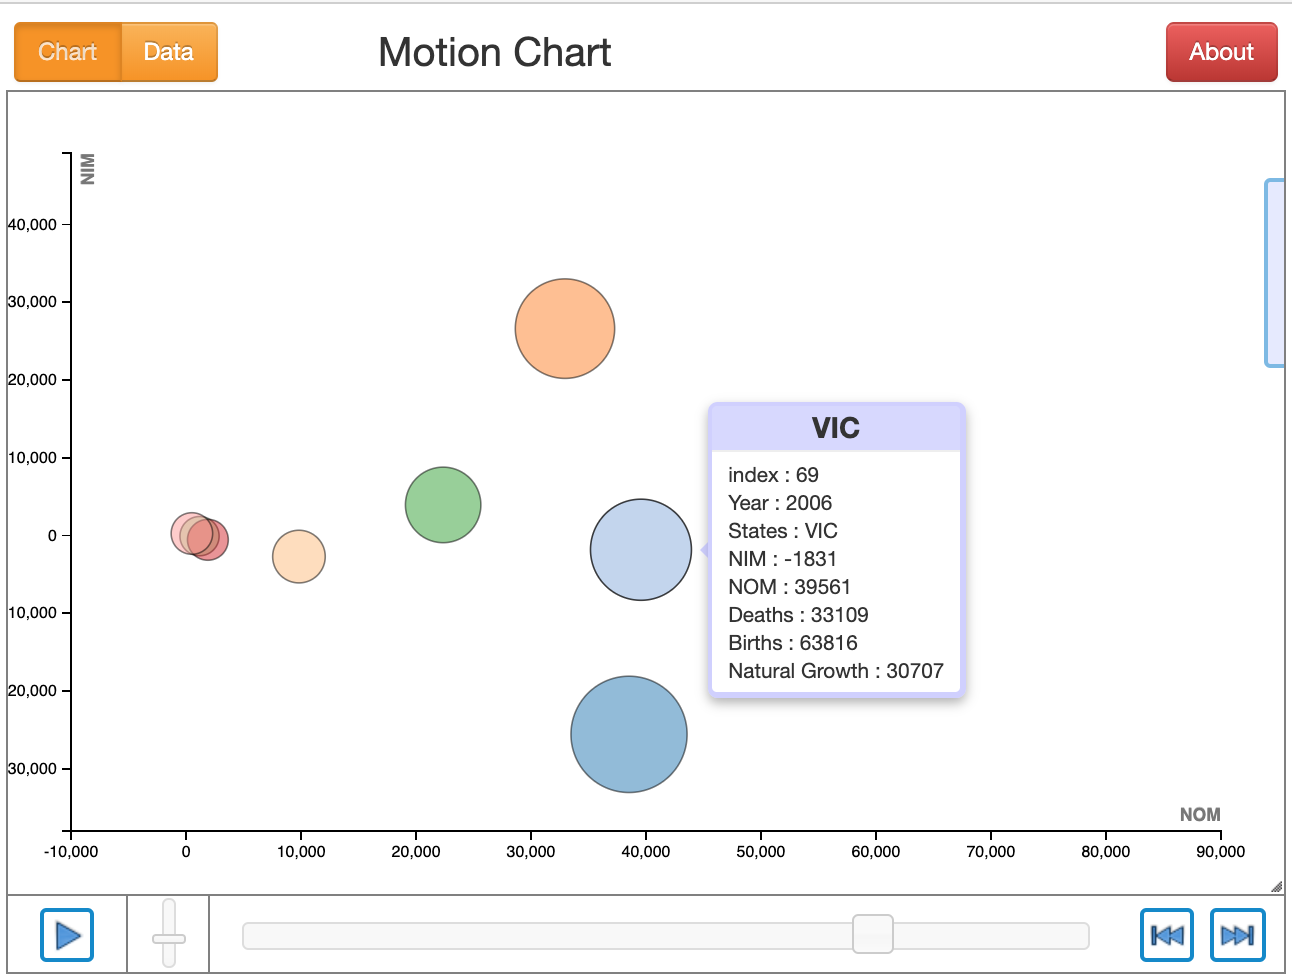 Chart Data Motion Chart About
NIM
40,000
30,000
20,000
10,000
0
10,000
20,000
30,000
VIC
index : 69
Year : 2006
States : VIC
NIM : -1831
NOM : 39561
Deaths : 33109
Births : 63816
Natural Growth : 30707
NOM
-10,000 0 10,000 20,000 30,000 40,000 50,000 60,000 70,000 80,000 90,000